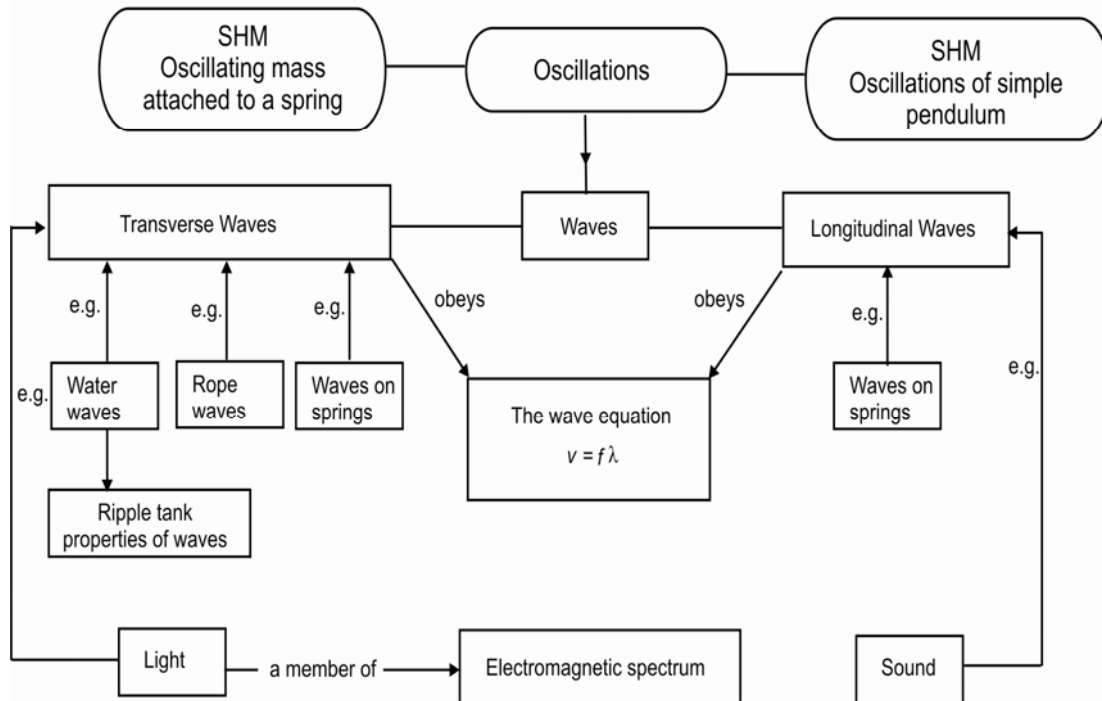 SHM
Oscillating mass
attached to a spring
Oscillations
SHM
Oscillations of simple
pendulum
Transverse Waves
Waves
Longitudinal Waves
e.g.
e.g.
e.g.
obeys
obeys
e.g.
e.g.
e.g.
Water
waves
Rope
waves
Waves on
springs
The wave equation
v = f λ
Waves on
springs
Ripple tank
properties of waves
Light
a member of
Electromagnetic spectrum
Sound